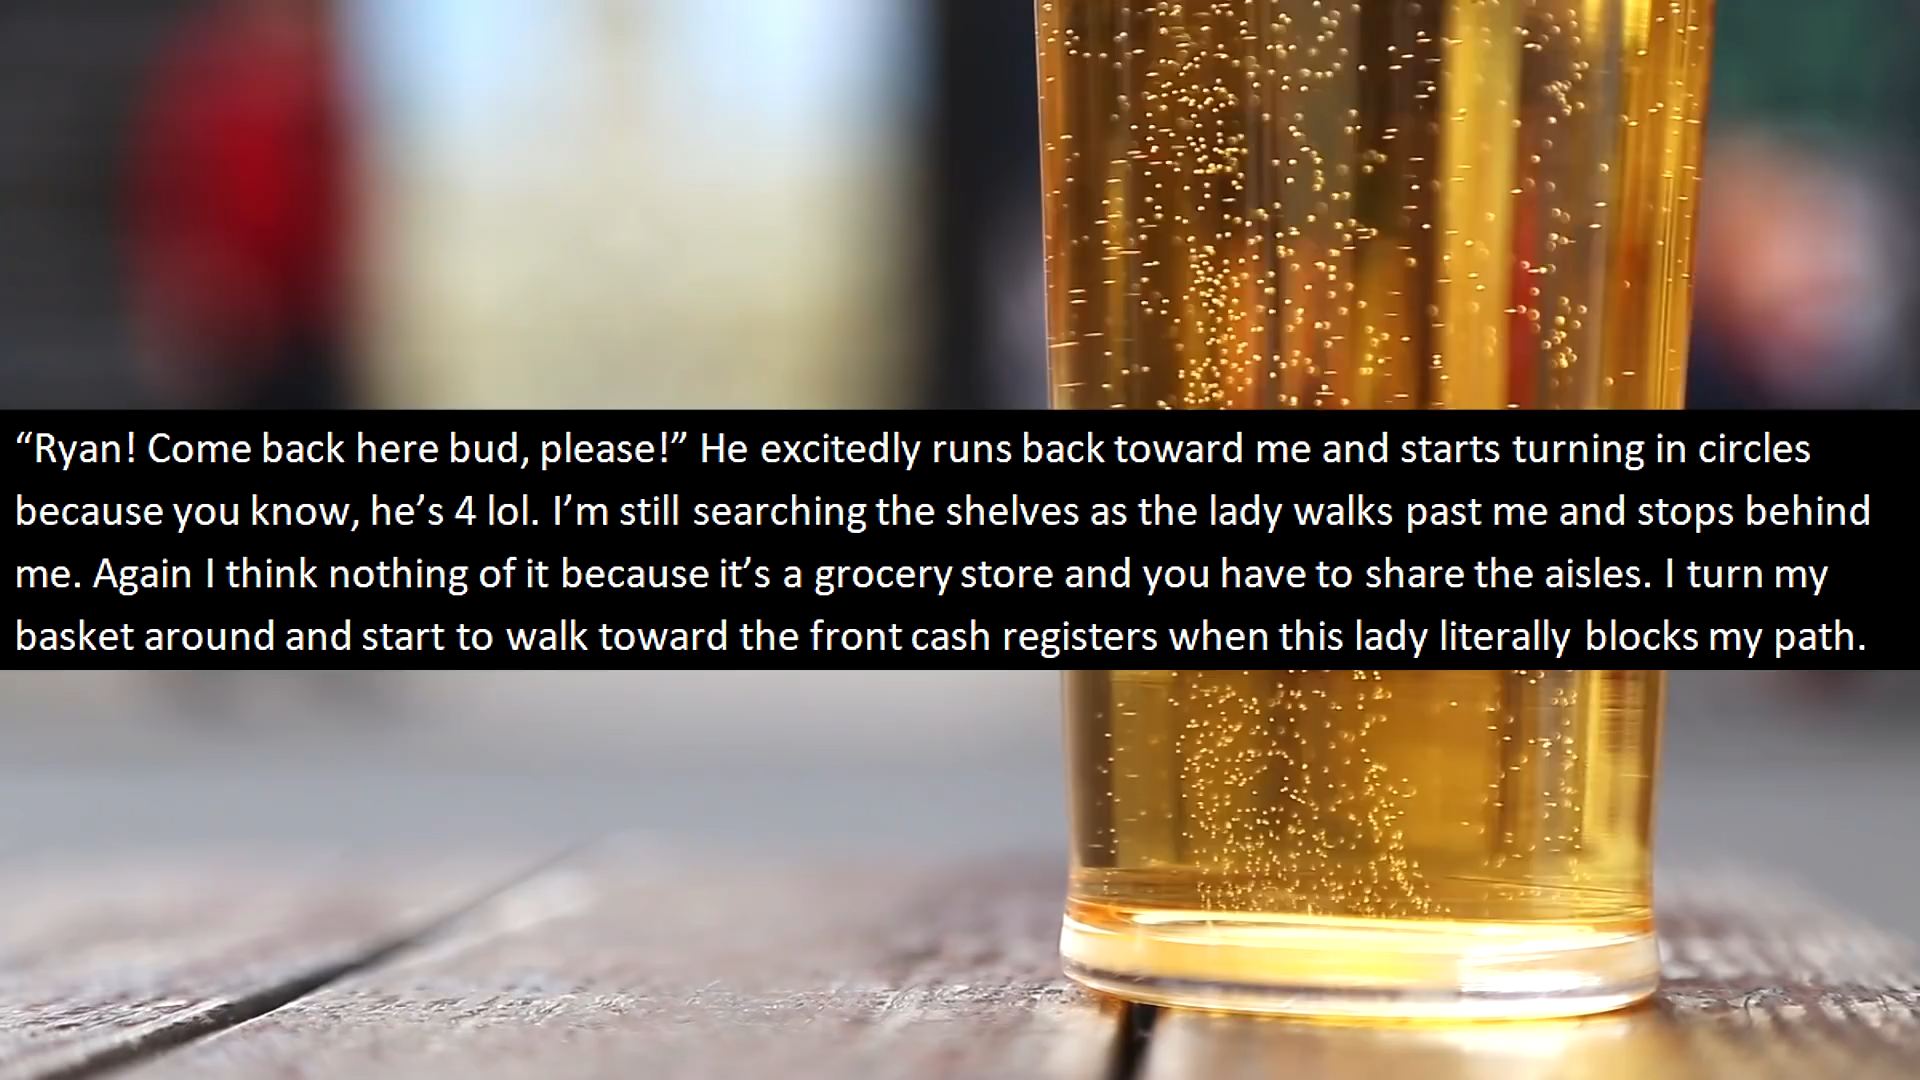 “Ryan! Come back here bud, please!” He excitedly runs back toward me and starts turning in circles
because you know, he’s 4 lol. I’m still searching the shelves as the lady walks past me and stops behind
me. Again I think nothing of it because it’s a grocery store and you have to share the aisles. I turn my
basket around and start to walk toward the front cash registers when this lady literally blocks my path.